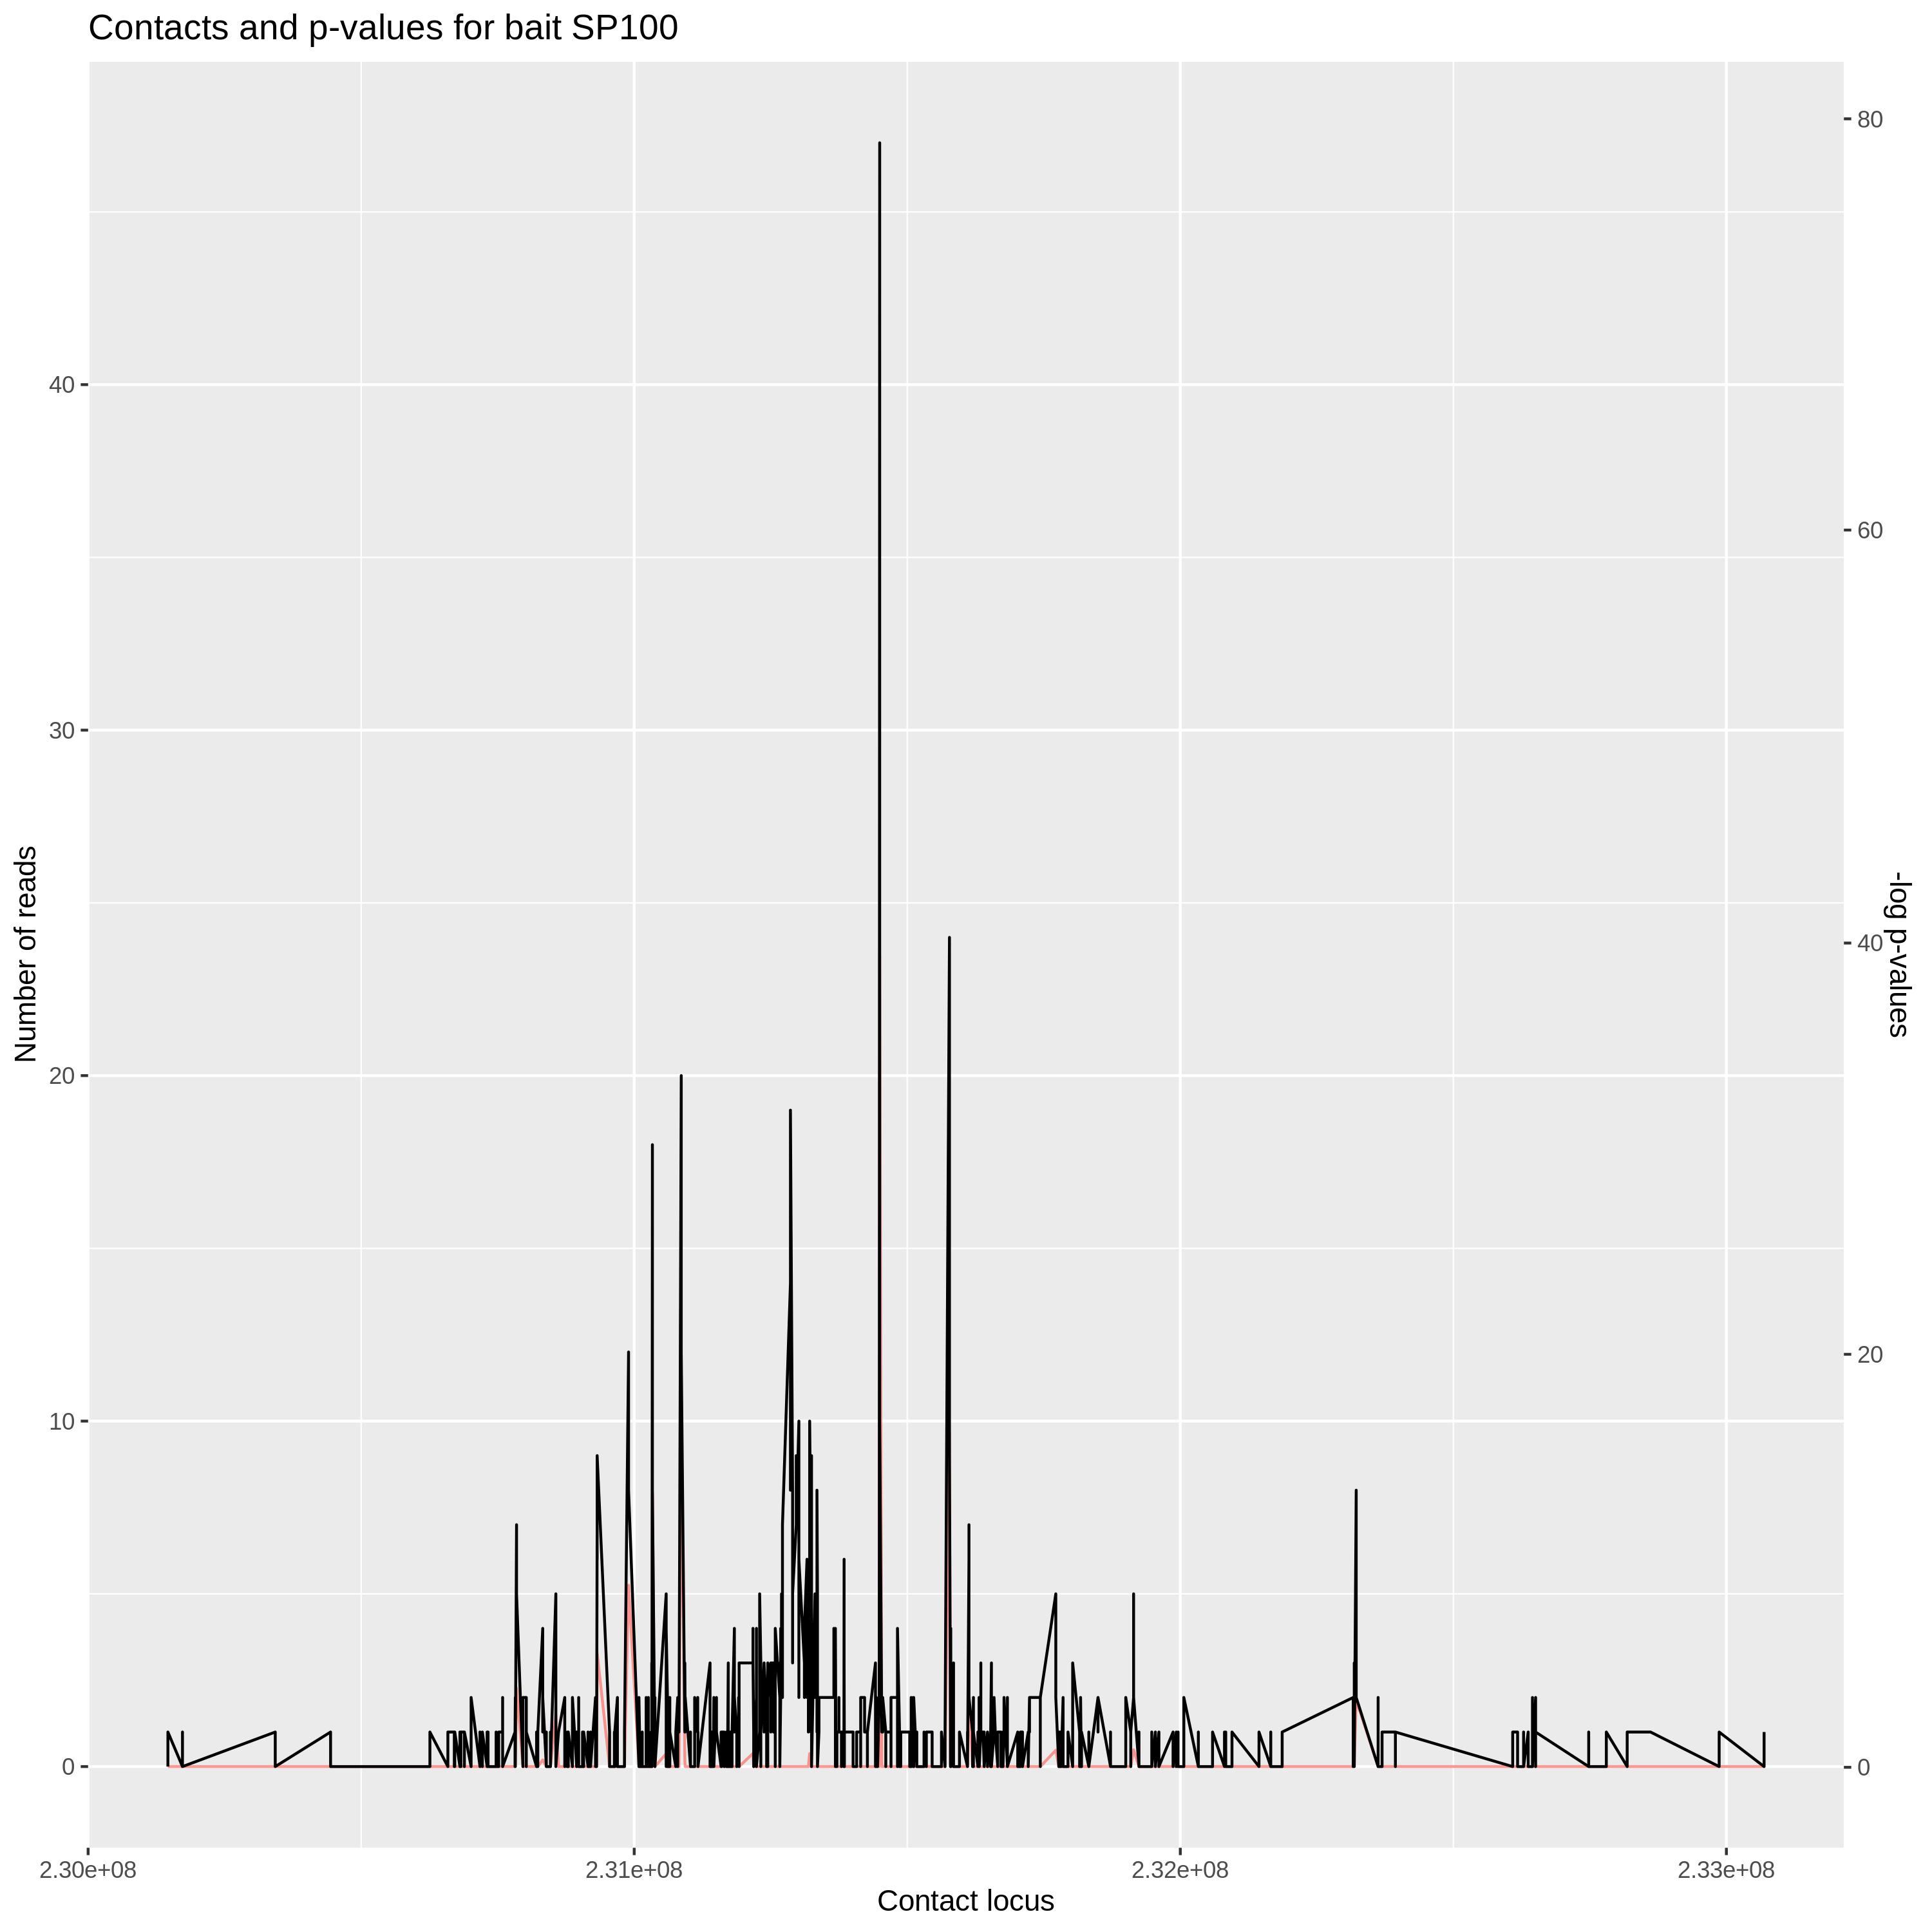 Contacts and p-values for bait SP100
Number of reads
40
30
20
10
0
80
60
40
20
0
-log p-values
2.30e+08 2.31e+08 2.32e+08 2.33e+08
Contact locus